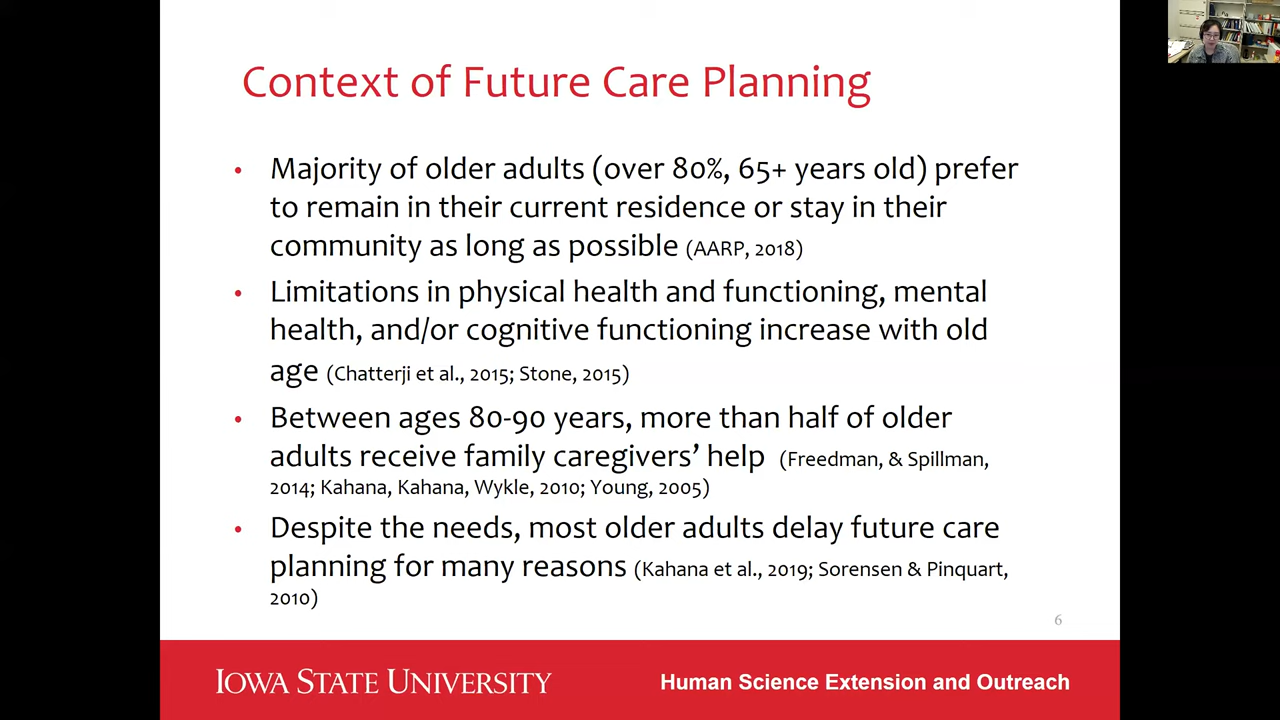 Context of Future Care Planning
• Majority of older adults (over 80%, 65+ years old) prefer
to remain in their current residence or stay in their
community as long as possible (AARP, 2018)
• Limitations in physical health and functioning, mental
health, and/or cognitive functioning increase with old
age (Chatterji et al., 2015; Stone, 2015)
• Between ages 80-90 years, more than half of older
adults receive family caregivers’ help (Freedman, & Spillman,
2014; Kahana, Kahana, Wykle, 2010; Young, 2005)
• Despite the needs, most older adults delay future care
planning for many reasons (Kahana et al., 2019; Sorensen & Pinquart,
2010)
6
IOWA STATE UNIVERSITY
Human Science Extension and Outreach